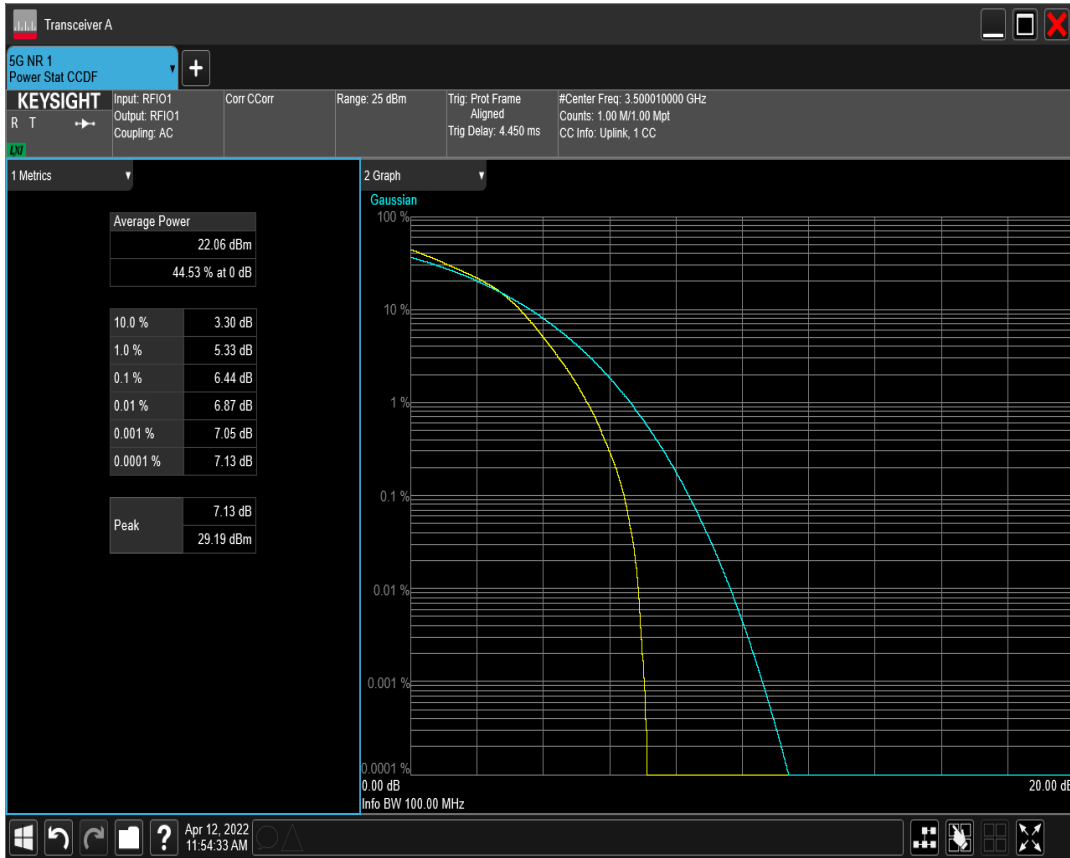 Transceiver A
5G NR 1
Power Stat CCDF
+
KEYSIGHT
R T
LXI
Input: RFIO1
Output: RFIO1
Coupling: AC
Corr CCorr
Range: 25 dBm
Trig: Prot Frame
Aligned
Trig Delay: 4.450 ms
#Center Freq: 3.500010000 GHz
Counts: 1.00 M/1.00 Mpt
CC Info: Uplink, 1 CC
1 Metrics
Average Power
22.06 dBm
44.53 % at 0 dB
10.0 % 3.30 dB
1.0 % 5.33 dB
0.1 % 6.44 dB
0.01 % 6.87 dB
0.001 % 7.05 dB
0.0001 % 7.13 dB
Peak 7.13 dB
29.19 dBm
2 Graph
Gaussian
100 %
10 %
1 %
0.1 %
0.01 %
0.001 %
0.0001 %
0.00 dB 20.00 dB
Info BW 100.00 MHz
?
Apr 12, 2022
11:54:33 AM